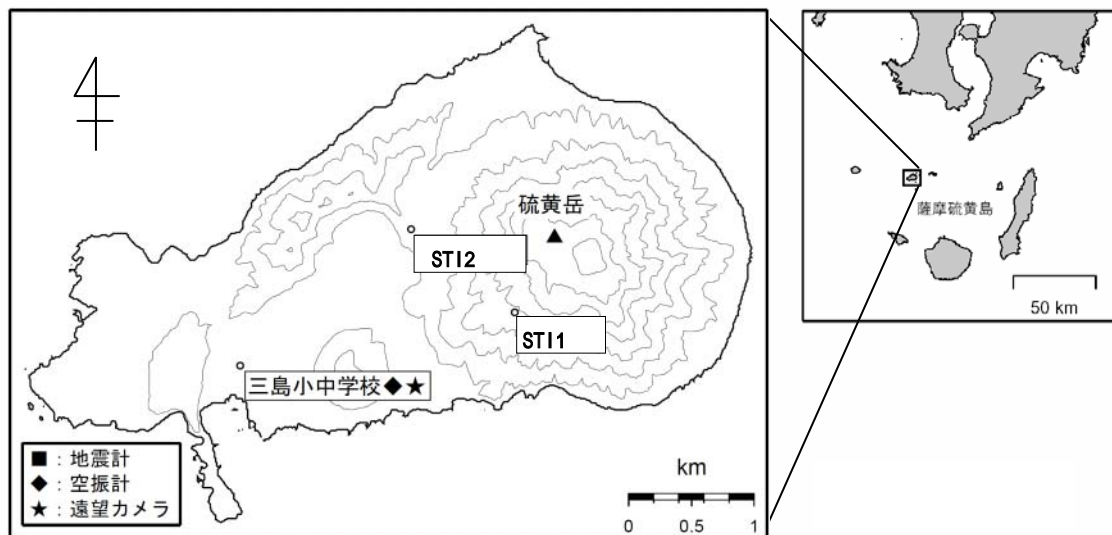 硫黄岳
STI2
STI1
三島小中学校◆★
■：地震計
◆：空振計
★：遠望カメラ
km
0 0.5 1
薩摩硫黄島
50 km